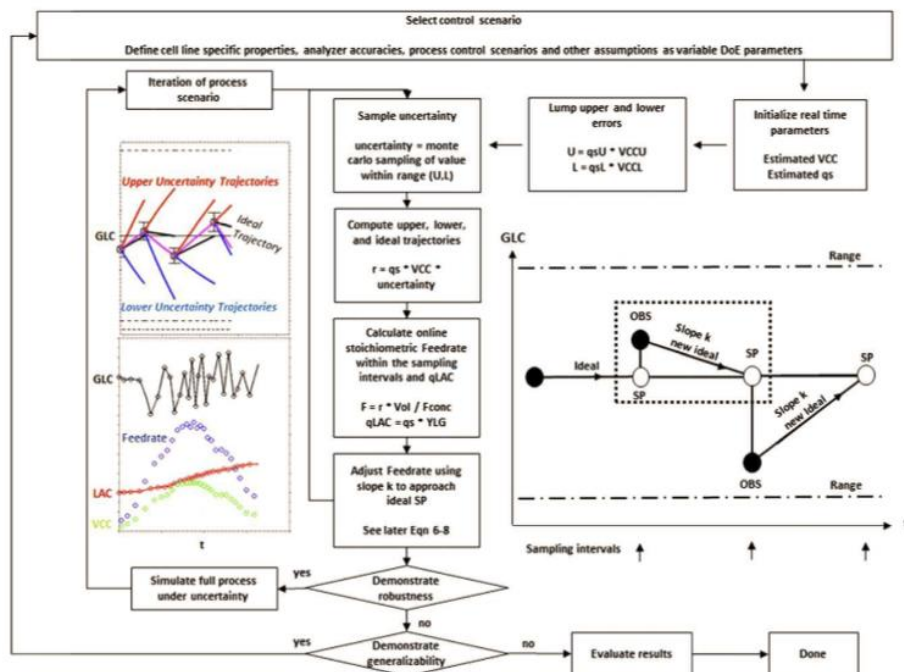 Select control scenario
Define cell line specific properties, analyzer accuracies, process control scenarios and other assumptions as variable DoE parameters
Iteration of process
scenario
Sample uncertainty
uncertainty = monte
carlo sampling of value
within range (U,L)
Lump upper and lower
errors
U = qsU * VCCU
L = qsL * VCCL
Initialize real time
parameters
Estimated VCC
Estimated qs
Upper Uncertainty Trajectories
Ideal
Trajectory
GLC
Lower Uncertainty Trajectories
Compute upper, lower,
and ideal trajectories
r = qs * VCC *
uncertainty
Calculate online
stoichiometric Feedrate
within the sampling
intervals and qLAC
F = r * Vol / Fconc
qLAC = qs * YLG
Adjust Feedrate using
slope k to approach
ideal SP
See later Eqn 6-8
GLC
Feedrate
LAC
VCC
t
GLC
Range
OBS
Slope k
new ideal
SP
SP
Ideal
SP
Slope k
new Ideal
OBS
Range
Sampling intervals
Simulate full process
under uncertainty
yes
Demonstrate
robustness
no
yes
Demonstrate
generalizability
no
Evaluate results
Done